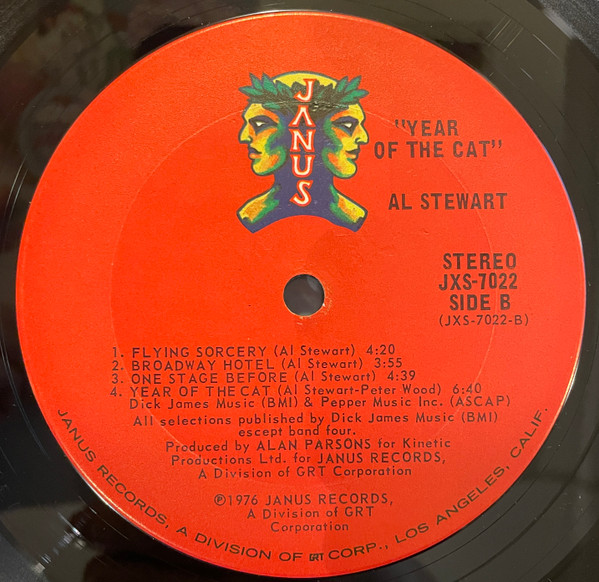 JANUS
"YEAR
OF THE CAT"
AL STEWART
STEREO
JXS-7022
SIDE B
(JXS-7022-B)
1. FLYING SORCERY (Al Stewart) 4:20
2. BROADWAY HOTEL (Al Stewart) 3:55
3. ONE STAGE BEFORE (Al Stewart) 4:39
4. YEAR OF THE CAT (Al Stewart-Peter Wood) 6:40
Dick James Music (BMI) & Pepper Music Inc. (ASCAP)
All selections published by Dick James Music (BMI)
escept band four.
Produced by ALAN PARSONS for Kinetic
Productions Ltd. for JANUS RECORDS,
A Division of GRT Corporation
℗1976 JANUS RECORDS,
A Division of GRT
Corporation
JANUS RECORDS, A DIVISION OF GRT CORP., LOS ANGELES, CALIF.